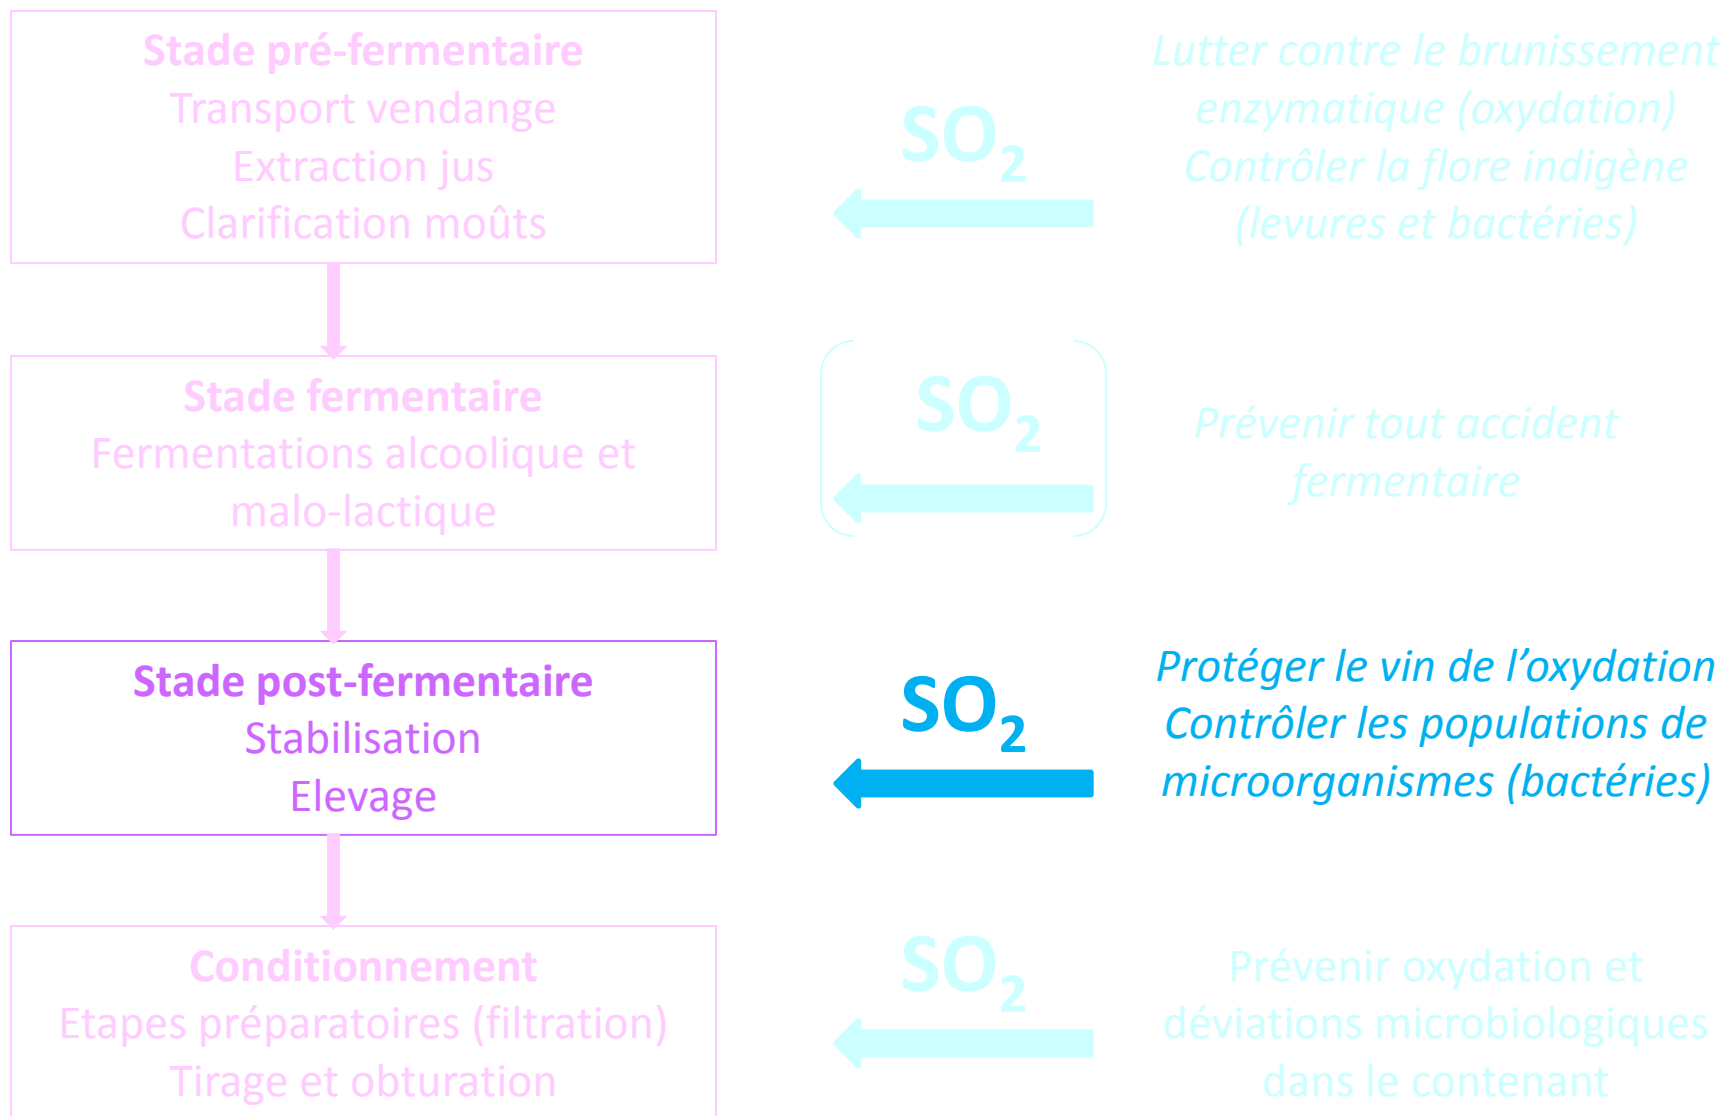 Stade pré-fermentaire
Transport vendange
Extraction jus
Clarification moûts
SO₂
Lutter contre le brunissement
enzymatique (oxydation)
Contrôler la flore indigène
(levures et bactéries)
Stade fermentaire
Fermentations alcoolique et
malo-lactique
SO₂
Prévenir tout accident
fermentaire
Stade post-fermentaire
Stabilisation
Elevage
SO₂
Protéger le vin de l’oxydation
Contrôler les populations de
microorganismes (bactéries)
Conditionnement
Etapes préparatoires (filtration)
Tirage et obturation
SO₂
Prévenir oxydation et
déviations microbiologiques
dans le contenant